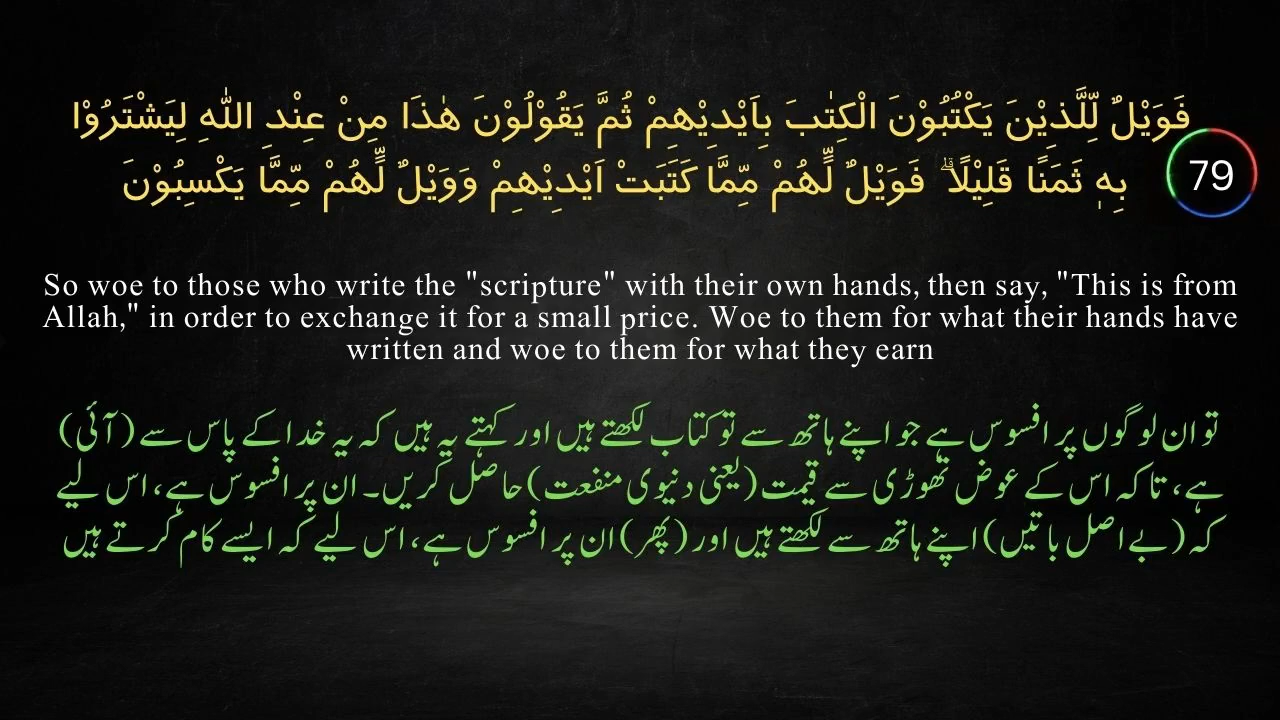 فَوَيْلٌ لِّلَّذِيْنَ يَكْتُبُوْنَ الْكِتٰبَ بِاَيْدِيْهِمْ ثُمَّ يَقُوْلُوْنَ هٰذَا مِنْ عِنْدِ اللّٰهِ لِيَشْتَرُوْا
بِهٖ ثَمَنًا قَلِيْلًا ۗ فَوَيْلٌ لَّهُمْ مِّمَّا كَتَبَتْ اَيْدِيْهِمْ وَوَيْلٌ لَّهُمْ مِّمَّا يَكْسِبُوْنَ
79
So woe to those who write the "scripture" with their own hands, then say, "This is from
Allah," in order to exchange it for a small price. Woe to them for what their hands have
written and woe to them for what they earn
تو ان لوگوں پر افسوس ہے جو اپنے ہاتھ سے تو کتاب لکھتے ہیں اور کہتے یہ ہیں کہ یہ خدا کے پاس سے (آئی)
ہے، تاکہ اس کے عوض تھوڑی سے قیمت (یعنی دنیوی منفعت) حاصل کریں۔ ان پر افسوس ہے، اس لیے
کہ (بےاصل باتیں) اپنے ہاتھ سے لکھتے ہیں اور (پھر) ان پر افسوس ہے، اس لیے کہ ایسے کام کرتے ہیں